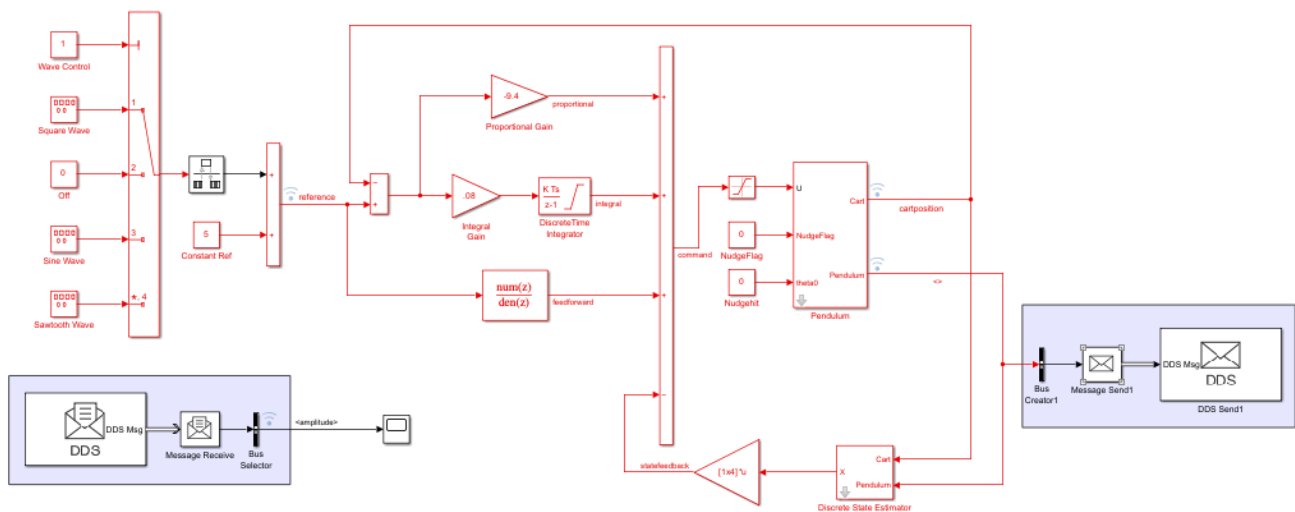 1
Wave Control
1
Square Wave
0
Off
2
Sine Wave
3
*, 4
Sawtooth Wave
+
+
5
Constant Ref
reference
-
+
-9.4
proportional
Proportional Gain
.08
Integral
Gain
K Ts
z-1
integral
DiscreteTime
Integrator
num(z)
den(z)
feedforward
+
+
+
-
command
0
NudgeFlag
0
Nudgehit
U
NudgeFlag
theta0
Cart
Pendulum
Pendulum
cartposition
<>
DDS Msg
DDS
Message Receive
Bus
Selector
<amplitude>
statefeedback
[1x4]*u
X
Cart
Pendulum
Discrete State Estimator
Bus
Creator1
Message Send1
DDS Msg
DDS
DDS Send1